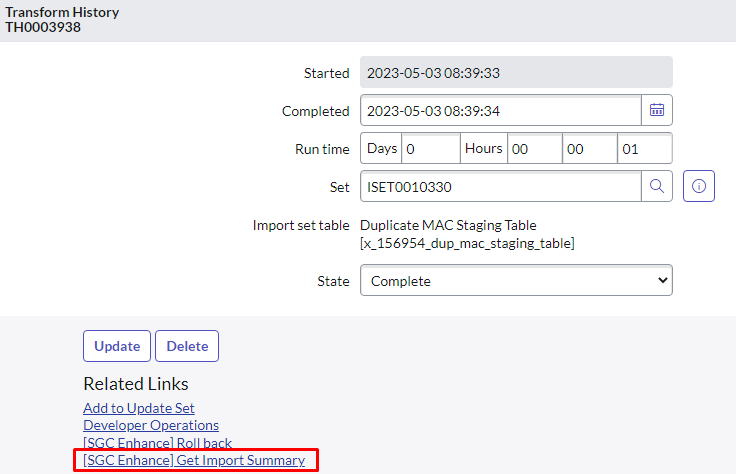 Transform History
TH0003938
Started 2023-05-03 08:39:33
Completed 2023-05-03 08:39:34
Run time Days 0 Hours 00 00 01
Set ISET0010330
Import set table Duplicate MAC Staging Table
[x_156954_dup_mac_staging_table]
State Complete
Update Delete
Related Links
Add to Update Set
Developer Operations
[SGC Enhance] Roll back
[SGC Enhance] Get Import Summary